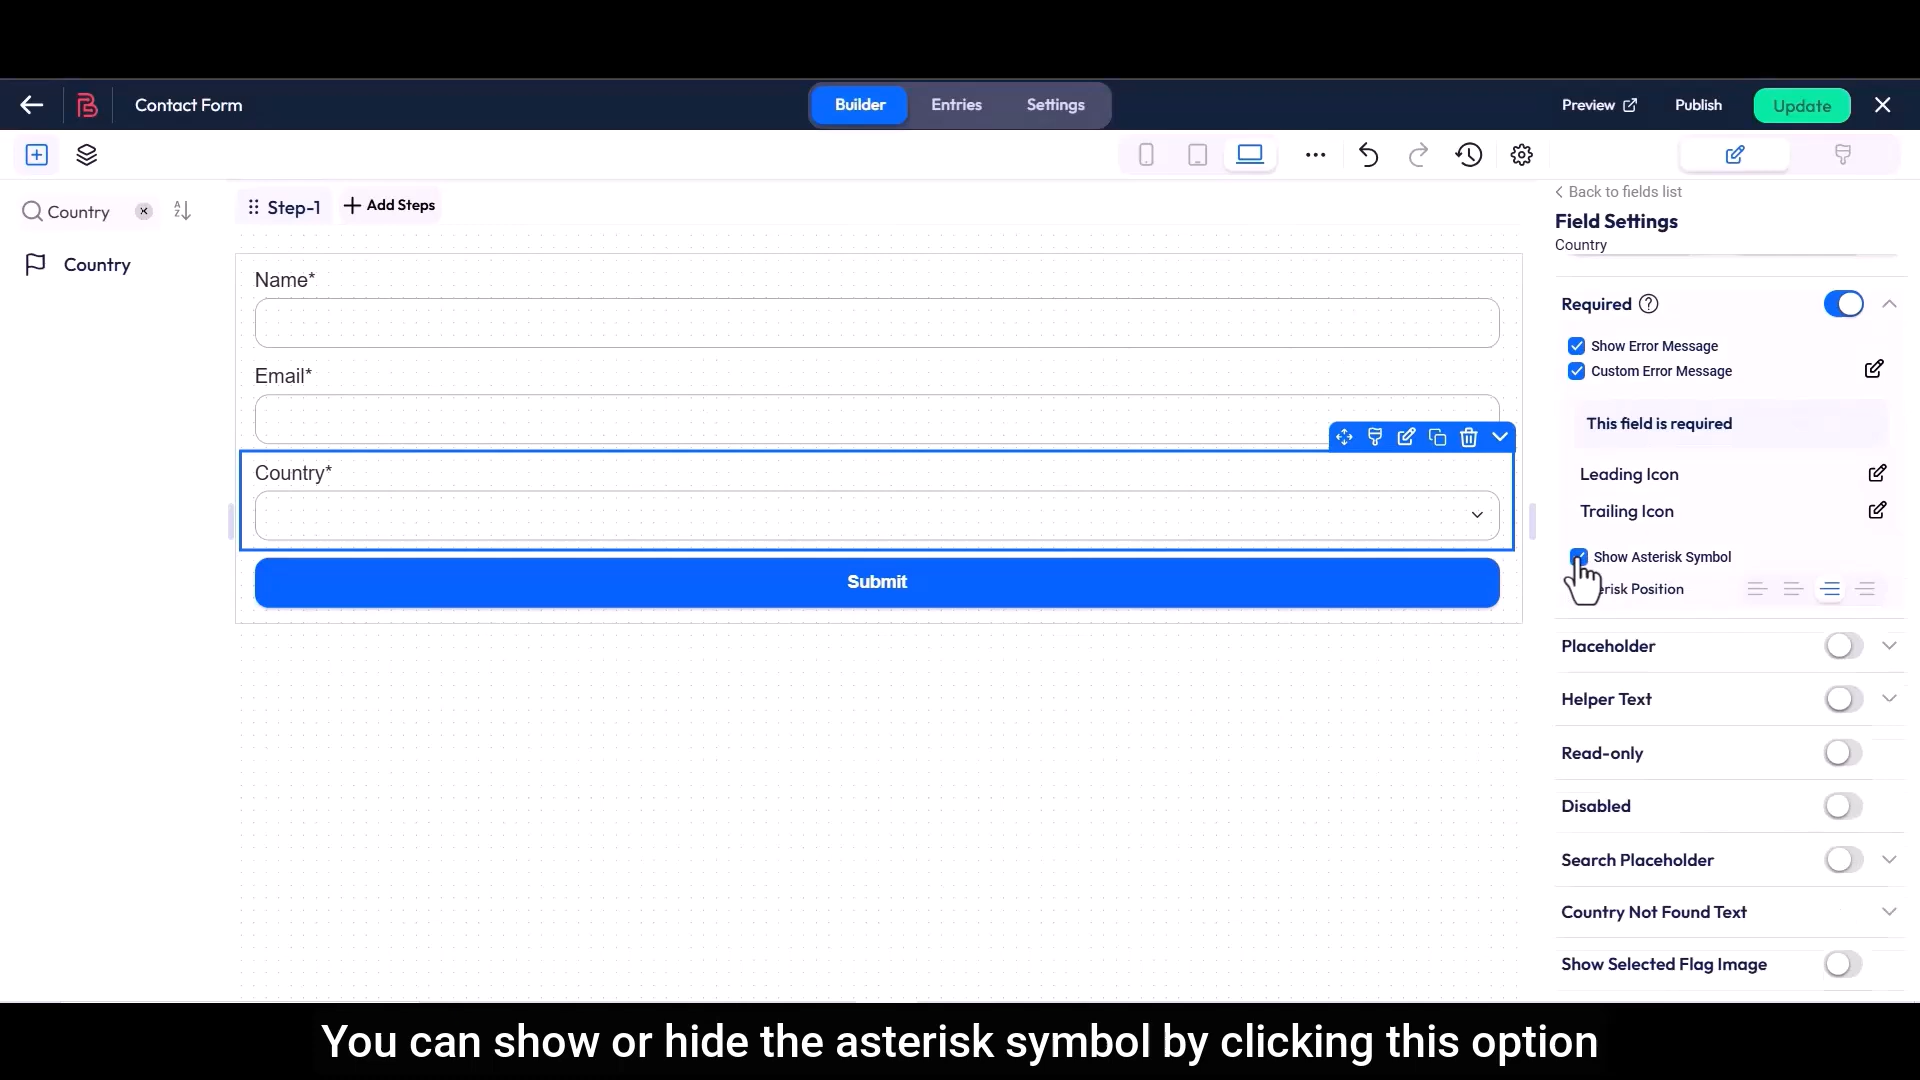 Contact Form
Builder
Entries
Settings
Preview
Publish
Update
Country
Country
Step-1
Add Steps
Name*
Email*
Country*
Submit
Back to fields list
Field Settings
Country
Required
Show Error Message
Custom Error Message
This field is required
Leading Icon
Trailing Icon
Show Asterisk Symbol
erisk Position
Placeholder
Helper Text
Read-only
Disabled
Search Placeholder
Country Not Found Text
Show Selected Flag Image
You can show or hide the asterisk symbol by clicking this option